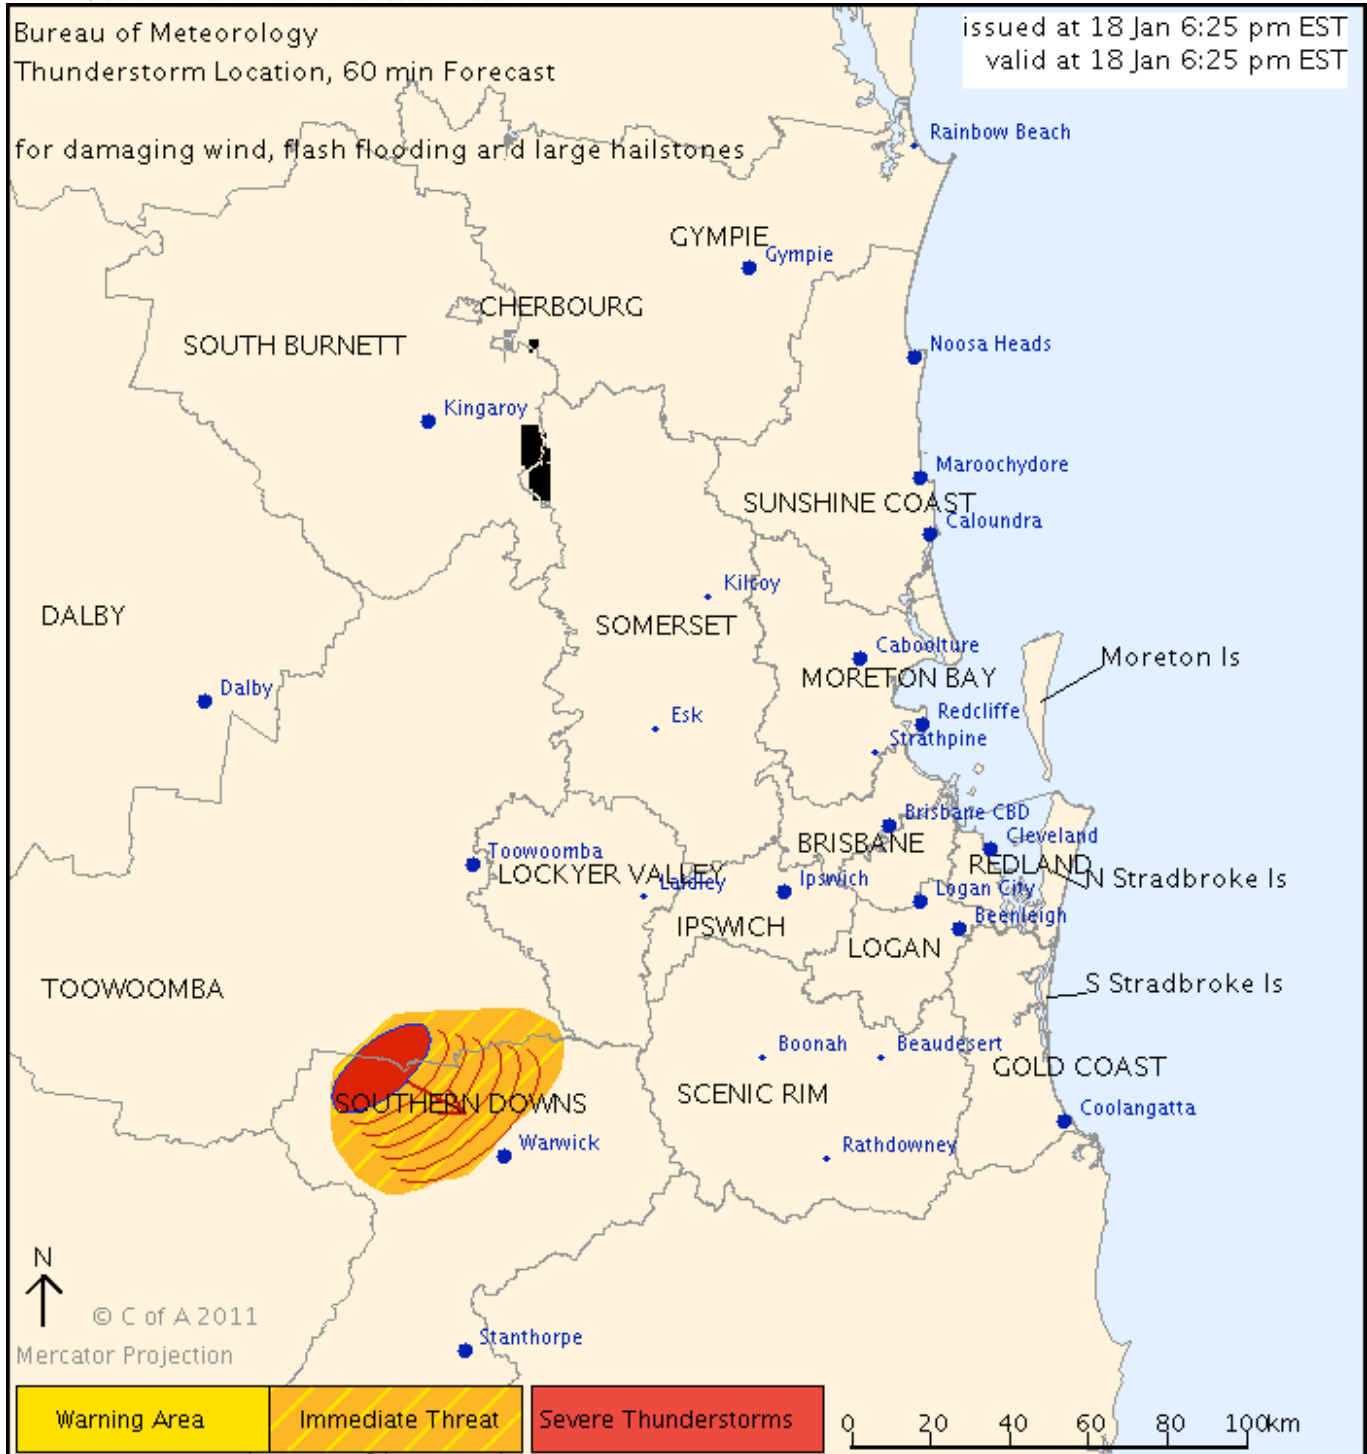 Bureau of Meteorology
Thunderstorm Location, 60 min Forecast
for damaging wind, flash flooding and large hailstones
issued at 18 Jan 6:25 pm EST
valid at 18 Jan 6:25 pm EST
Rainbow Beach
GYMPIE
Gympie
CHERBOURG
SOUTH BURNETT
Noosa Heads
Kingaroy
Maroochydore
SUNSHINE COAST
Caloundra
Kilcoy
DALBY
SOMERSET
Caboolture
Moreton Is
MORETON BAY
Dalby
Esk
Redcliffe
Strathpine
Brisbane CBD
BRISBANE
Cleveland
Toowoomba
LOCKYER VALLEY
REDLAND
Laidley
Ipswich
Logan City
N Stradbroke Is
IPSWICH
Beenleigh
LOGAN
TOOWOOMBA
S Stradbroke Is
Boonah
Beaudesert
GOLD COAST
SCENIC RIM
SOUTHERN DOWNS
Coolangatta
Warwick
Rathdowney
N
© C of A 2011
Mercator Projection
Stanthorpe
Warning Area
Immediate Threat
Severe Thunderstorms
0 20 40 60 80 100km